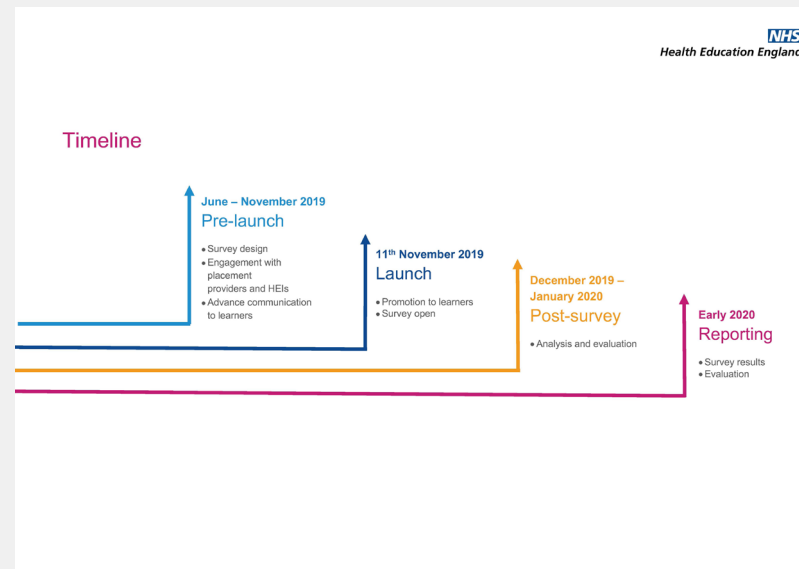 NHS
Health Education England
Timeline
June – November 2019
Pre-launch
• Survey design
• Engagement with
placement
providers and HEIs
• Advance communication
to learners
11th November 2019
Launch
• Promotion to learners
• Survey open
December 2019 –
January 2020
Post-survey
• Analysis and evaluation
Early 2020
Reporting
• Survey results
• Evaluation